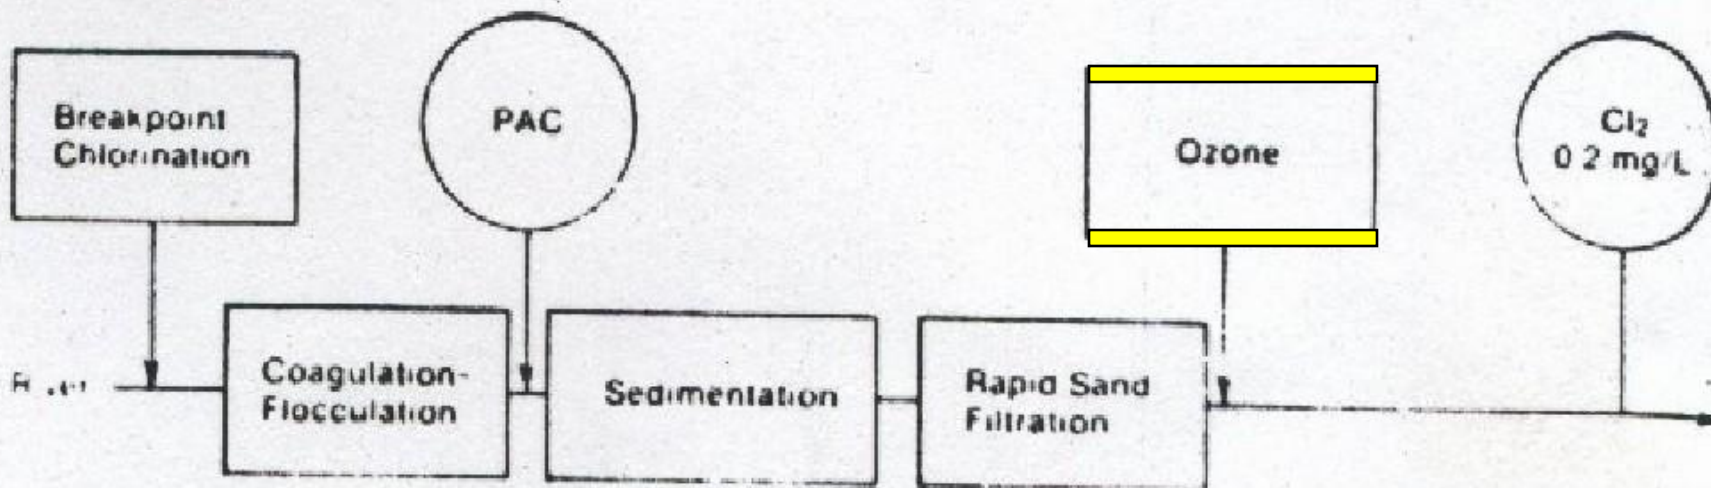 Breakpoint
Chlorination
PAC
Ozone
Cl₂
0.2 mg/L
Coagulation-
Flocculation
Sedimentation
Rapid Sand
Filtration